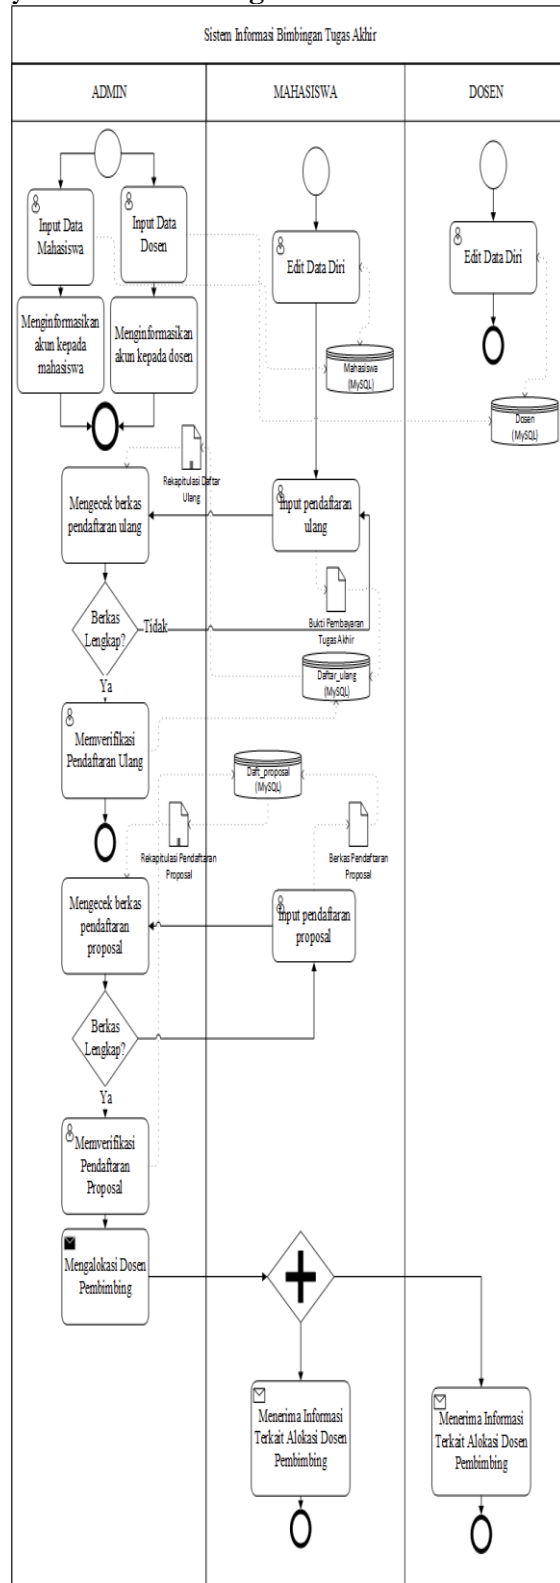 Sistem Informasi Bimbingan Tugas Akhir
ADMIN
MAHASISWA
DOSEN
Input Data
Mahasiswa
Input Data
Dosen
Edit Data Diri
Edit Data Diri
Menginformasikan
akun kepada
mahasiswa
Menginformasikan
akun kepada dosen
Mahasiswa
(MySQL)
Dosen
(MySQL)
Rekapitulasi Daftar
Ulang
Mengecek berkas
pendaftaran ulang
Input pendaftaran
ulang
Berkas
Lengkap?
Tidak
Bukti Pembayaran
Tugas Akhir
Ya
Daftar_ulang
(MySQL)
Memverifikasi
Pendaftaran Ulang
Daft_proposal
(MySQL)
Rekapitulasi Pendaftaran
Proposal
Berkas Pendaftaran
Proposal
Mengecek berkas
pendaftaran
proposal
Input pendaftaran
proposal
Berkas
Lengkap?
Ya
Memverifikasi
Pendaftaran
Proposal
Mengalokasi Dosen
Pembimbing
Menerima Informasi
Terkait Alokasi Dosen
Pembimbing
Menerima Informasi
Terkait Alokasi Dosen
Pembimbing